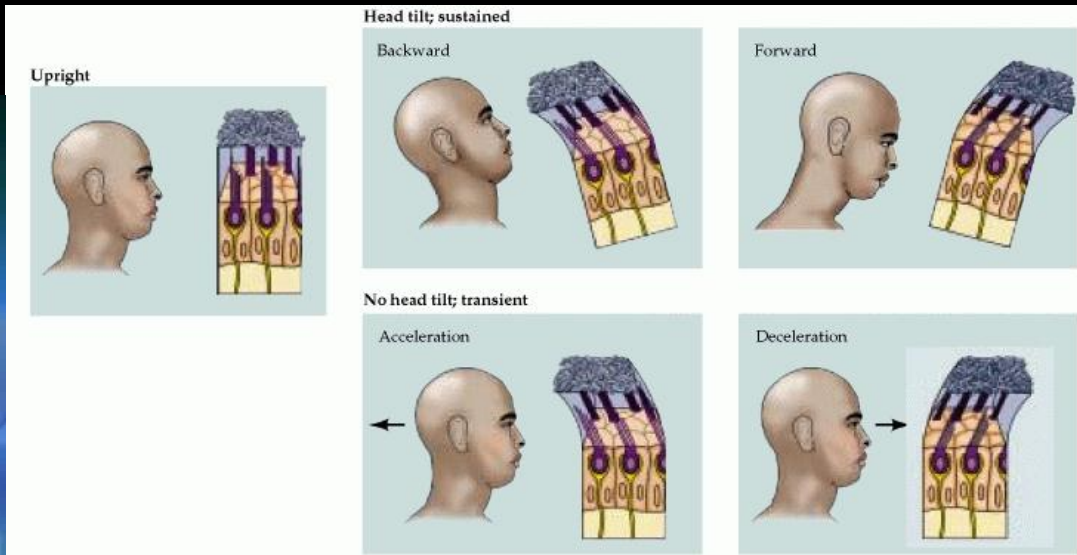 Head tilt; sustained
Upright
Backward
Forward
No head tilt; transient
Acceleration
Deceleration